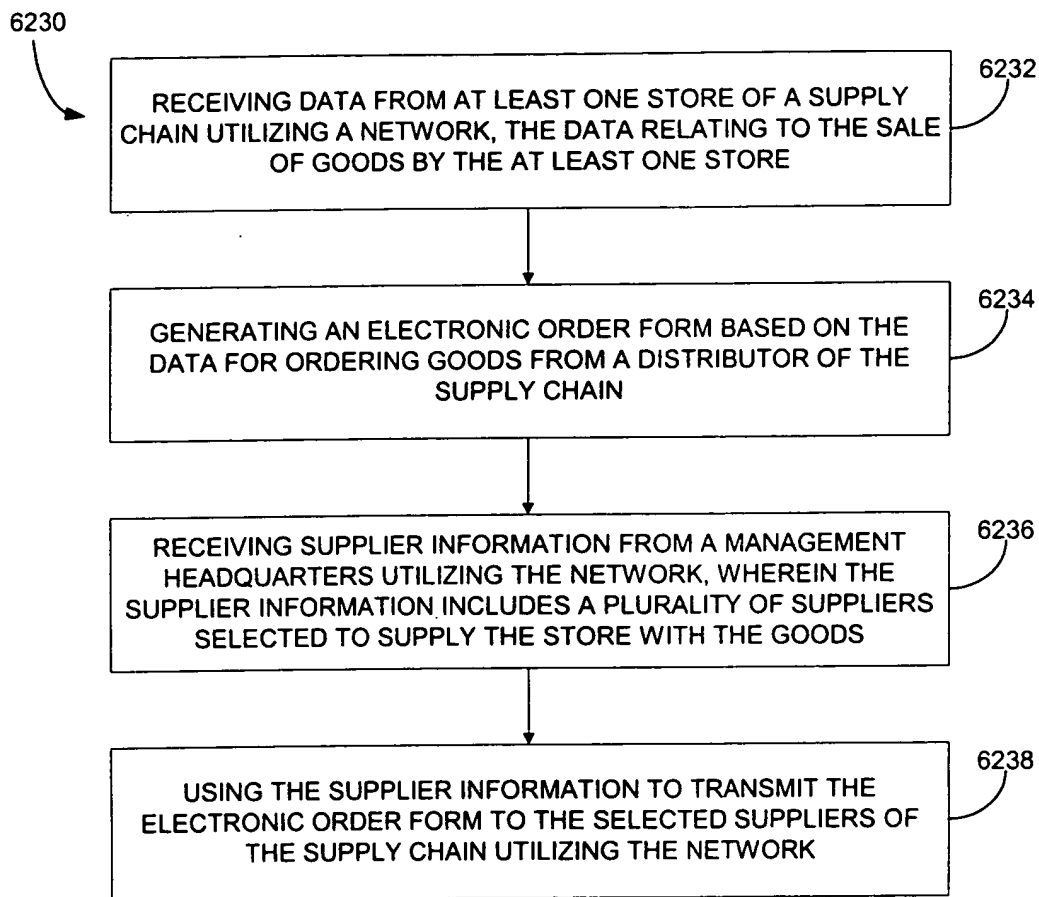 6230
RECEIVING DATA FROM AT LEAST ONE STORE OF A SUPPLY
CHAIN UTILIZING A NETWORK, THE DATA RELATING TO THE SALE
OF GOODS BY THE AT LEAST ONE STORE
6232
GENERATING AN ELECTRONIC ORDER FORM BASED ON THE
DATA FOR ORDERING GOODS FROM A DISTRIBUTOR OF THE
SUPPLY CHAIN
6234
RECEIVING SUPPLIER INFORMATION FROM A MANAGEMENT
HEADQUARTERS UTILIZING THE NETWORK, WHEREIN THE
SUPPLIER INFORMATION INCLUDES A PLURALITY OF SUPPLIERS
SELECTED TO SUPPLY THE STORE WITH THE GOODS
6236
USING THE SUPPLIER INFORMATION TO TRANSMIT THE
ELECTRONIC ORDER FORM TO THE SELECTED SUPPLIERS OF
THE SUPPLY CHAIN UTILIZING THE NETWORK
6238